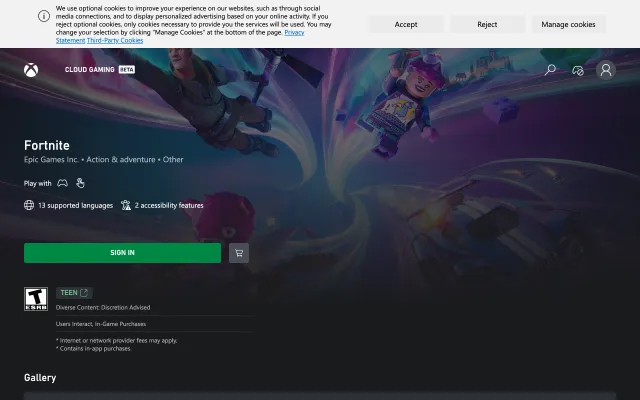 We use optional cookies to improve your experience on our websites, such as through social
media connections, and to display personalized advertising based on your online activity. If you
reject optional cookies, only cookies necessary to provide you the services will be used. You may
change your selection by clicking "Manage Cookies" at the bottom of the page. Privacy
Statement Third-Party Cookies
Accept
Reject
Manage cookies
CLOUD GAMING BETA
Fortnite
Epic Games Inc. • Action & adventure • Other
Play with
13 supported languages
2 accessibility features
SIGN IN
T
ESRB
TEEN
Diverse Content: Discretion Advised
Users Interact, In-Game Purchases
* Internet or network provider fees may apply.
* Contains in-app purchases.
Gallery